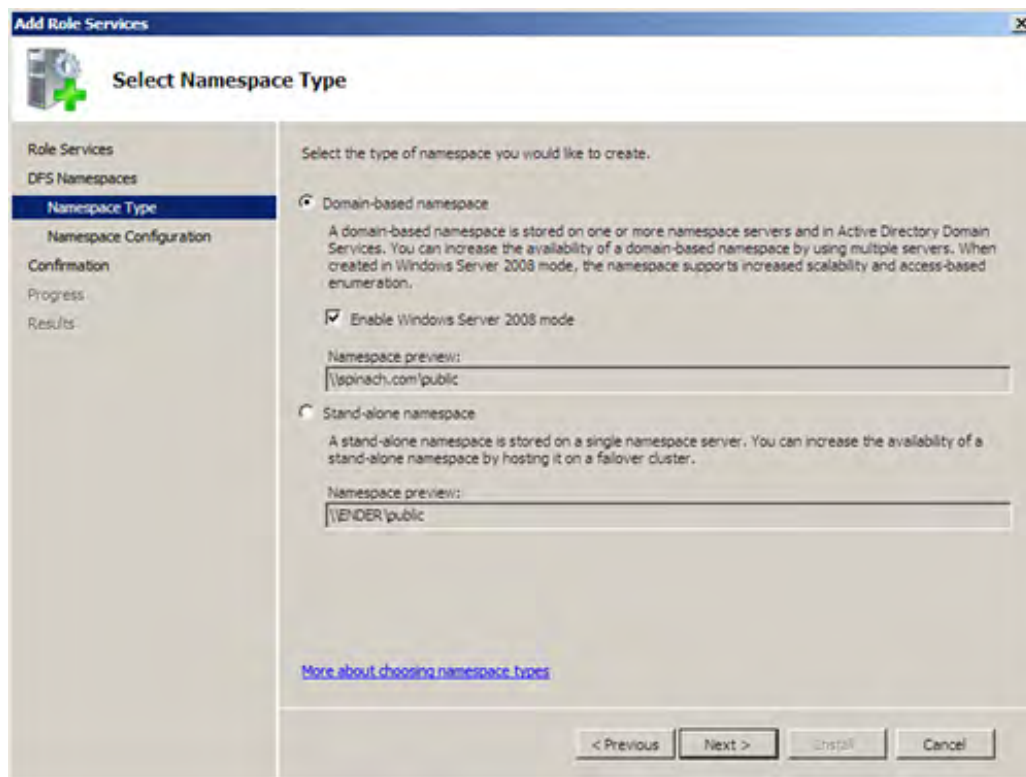 Add Role Services
Select Namespace Type
Role Services
DFS Namespaces
Namespace Type
Namespace Configuration
Confirmation
Progress
Results
Select the type of namespace you would like to create.
Domain-based namespace
A domain-based namespace is stored on one or more namespace servers and in Active Directory Domain
Services. You can increase the availability of a domain-based namespace by using multiple servers. When
created in Windows Server 2008 mode, the namespace supports increased scalability and access-based
enumeration.
Enable Windows Server 2008 mode
Namespace preview:
\\spinach.com\public
Stand-alone namespace
A stand-alone namespace is stored on a single namespace server. You can increase the availability of a
stand-alone namespace by hosting it on a failover cluster.
Namespace preview:
\\ENDER\public
More about choosing namespace types
< Previous
Next >
Install
Cancel